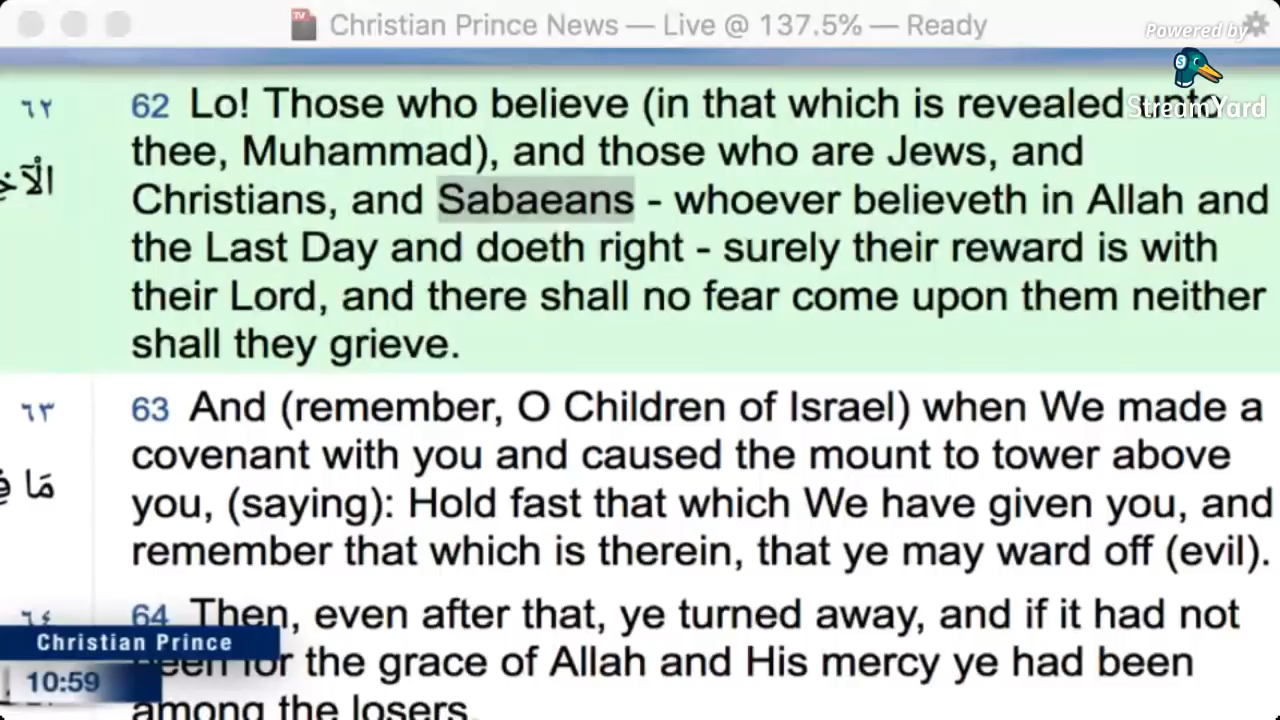 Christian Prince News — Live @ 137.5% — Ready
Powered by
StreamYard
٦٢
62 Lo! Those who believe (in that which is revealed unto
thee, Muhammad), and those who are Jews, and
Christians, and Sabaeans - whoever believeth in Allah and
the Last Day and doeth right - surely their reward is with
their Lord, and there shall no fear come upon them neither
shall they grieve.
٦٣
63 And (remember, O Children of Israel) when We made a
covenant with you and caused the mount to tower above
مَا
you, (saying): Hold fast that which We have given you, and
remember that which is therein, that ye may ward off (evil).
٦٤
64 Then, even after that, ye turned away, and if it had not
been for the grace of Allah and His mercy ye had been
among the losers.
Christian Prince
10:59